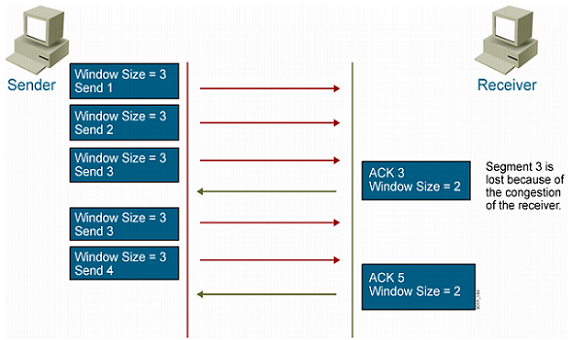 Sender
Receiver
Window Size = 3
Send 1
Window Size = 3
Send 2
Window Size = 3
Send 3
ACK 3
Window Size = 2
Segment 3 is
lost because of
the congestion
of the receiver.
Window Size = 3
Send 3
Window Size = 3
Send 4
ACK 5
Window Size = 2